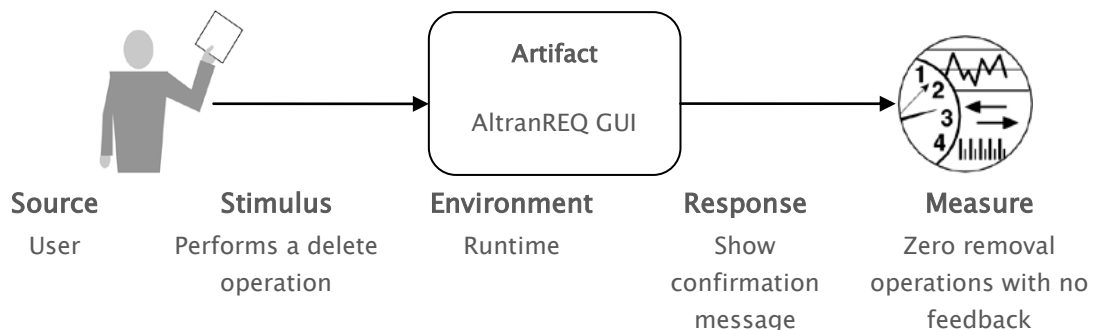 Artifact
AltranREQ GUI
1
2
3
4
Source
User
Stimulus
Performs a delete
operation
Environment
Runtime
Response
Show
confirmation
message
Measure
Zero removal
operations with no
feedback